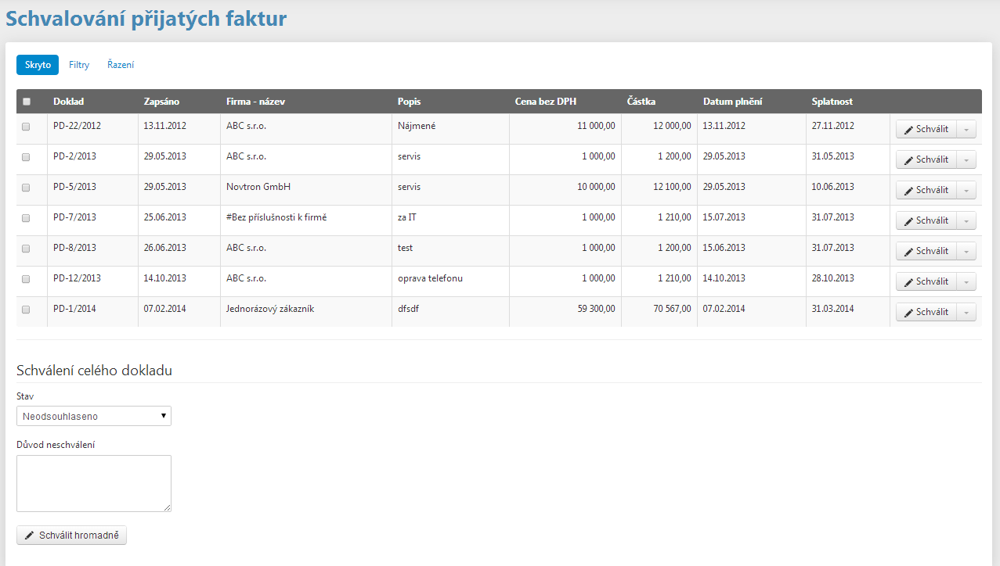 Schvalování přijatých faktur
Skryto Filtry Řazení
Doklad Zapsáno Firma - název Popis Cena bez DPH Částka Datum plnění Splatnost
PD-22/2012 13.11.2012 ABC s.r.o. Nájmené 11 000,00 12 000,00 13.11.2012 27.11.2012 Schválit
PD-2/2013 29.05.2013 ABC s.r.o. servis 1 000,00 1 200,00 29.05.2013 31.05.2013 Schválit
PD-5/2013 29.05.2013 Novtron GmbH servis 10 000,00 12 100,00 29.05.2013 10.06.2013 Schválit
PD-7/2013 25.06.2013 #Bez příslušnosti k firmě za IT 1 000,00 1 210,00 15.07.2013 31.07.2013 Schválit
PD-8/2013 26.06.2013 ABC s.r.o. test 1 000,00 1 200,00 15.06.2013 31.07.2013 Schválit
PD-12/2013 14.10.2013 ABC s.r.o. oprava telefonu 1 000,00 1 210,00 14.10.2013 28.10.2013 Schválit
PD-1/2014 07.02.2014 Jednorázový zákazník dfsdf 59 300,00 70 567,00 07.02.2014 31.03.2014 Schválit
Schválení celého dokladu
Stav
Neodsouhlaseno
Důvod neschválení
Schválit hromadně